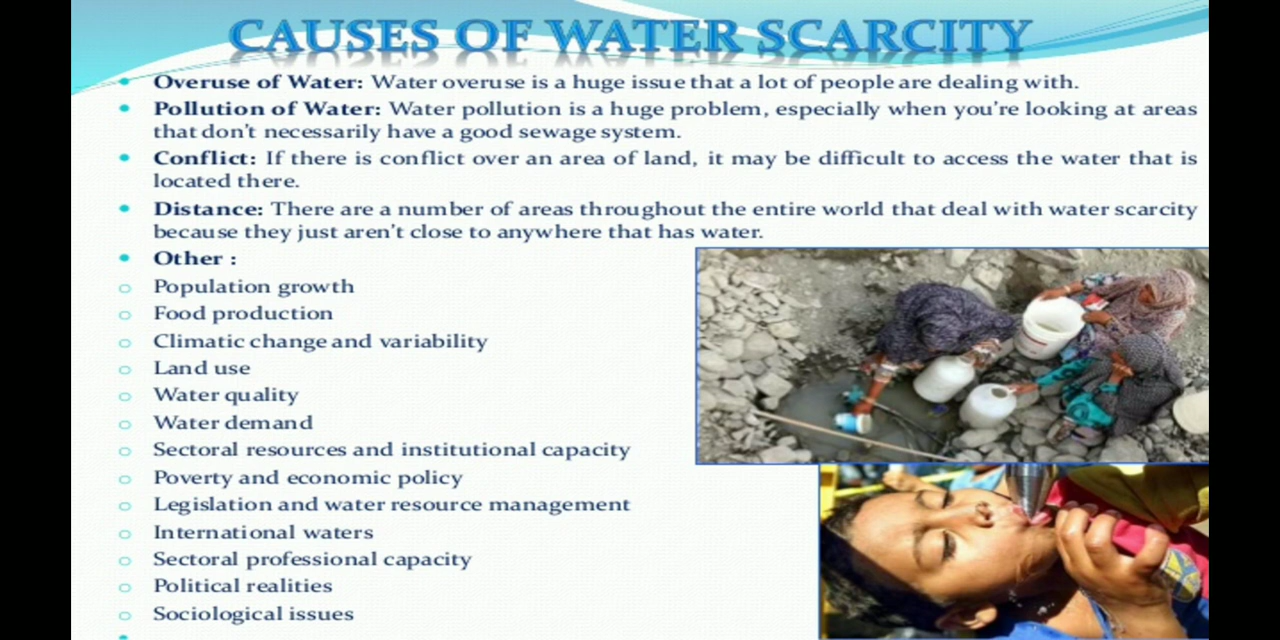 CAUSES OF WATER SCARCITY
• Overuse of Water: Water overuse is a huge issue that a lot of people are dealing with.
• Pollution of Water: Water pollution is a huge problem, especially when you're looking at areas
that don't necessarily have a good sewage system.
• Conflict: If there is conflict over an area of land, it may be difficult to access the water that is
located there.
• Distance: There are a number of areas throughout the entire world that deal with water scarcity
because they just aren't close to anywhere that has water.
• Other :
o Population growth
o Food production
o Climatic change and variability
o Land use
o Water quality
o Water demand
o Sectoral resources and institutional capacity
o Poverty and economic policy
o Legislation and water resource management
o International waters
o Sectoral professional capacity
o Political realities
o Sociological issues